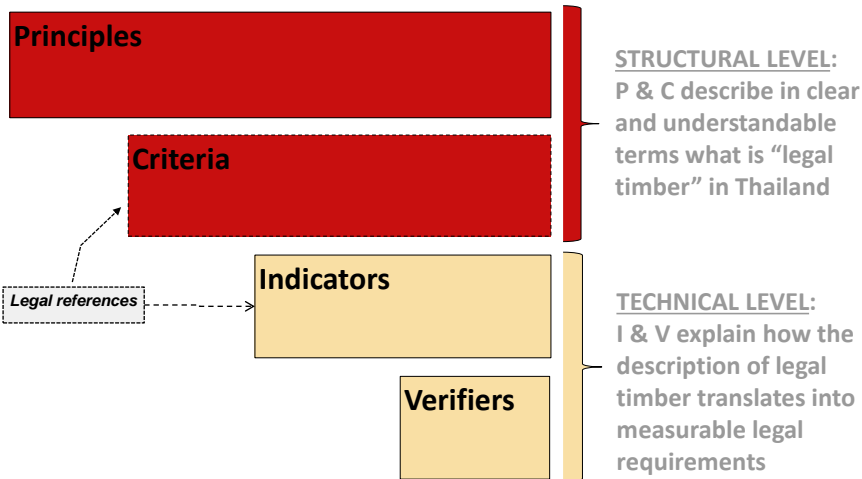 Principles
STRUCTURAL LEVEL:
P & C describe in clear
and understandable
terms what is “legal
timber” in Thailand
Criteria
Legal references
Indicators
TECHNICAL LEVEL:
I & V explain how the
description of legal
timber translates into
measurable legal
requirements
Verifiers